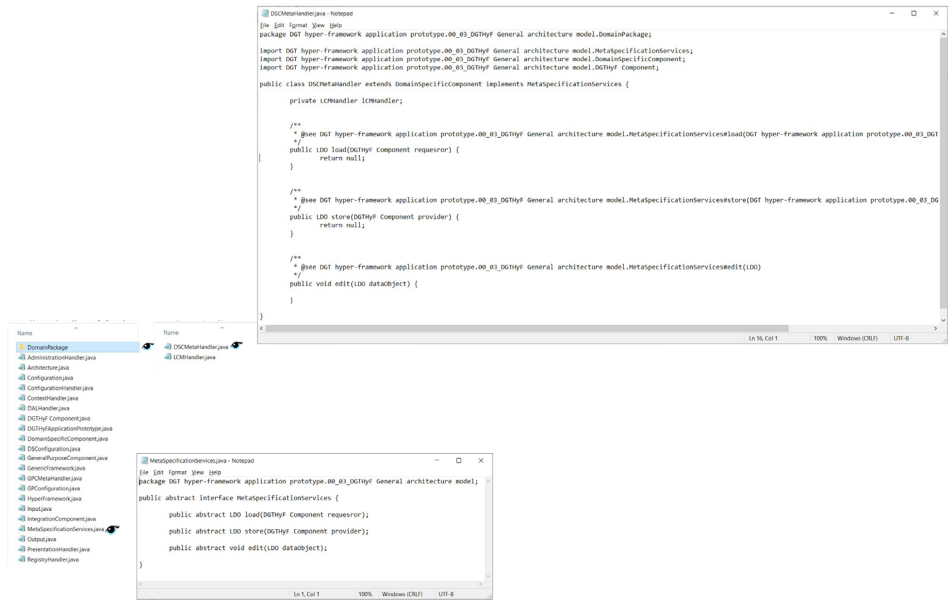 DSCMetaHandler.java - Notepad
File Edit Format View Help
package DGT hyper-framework application prototype.00_03_DGTHyF General architecture model.DomainPackage;
import DGT hyper-framework application prototype.00_03_DGTHyF General architecture model.MetaSpecificationServices;
import DGT hyper-framework application prototype.00_03_DGTHyF General architecture model.DomainSpecificComponent;
import DGT hyper-framework application prototype.00_03_DGTHyF General architecture model.DGTHyF Component;
public class DSCMetaHandler extends DomainSpecificComponent implements MetaSpecificationServices {
private LCMHandler lCMHandler;
/**
* @see DGT hyper-framework application prototype.00_03_DGTHyF General architecture model.MetaSpecificationServices#load(DGT hyper-framework application prototype.00_03_DGT
*/
public LDO load(DGTHyF Component requesror) {
return null;
}
/**
* @see DGT hyper-framework application prototype.00_03_DGTHyF General architecture model.MetaSpecificationServices#store(DGT hyper-framework application prototype.00_03_DG
*/
public LDO store(DGTHyF Component provider) {
return null;
}
/**
* @see DGT hyper-framework application prototype.00_03_DGTHyF General architecture model.MetaSpecificationServices#edit(LDO)
*/
public void edit(LDO dataObject) {
}
}
Ln 16, Col 1 100% Windows (CRLF) UTF-8
Name
DomainPackage
AdministrationHandler.java
Architecture.java
Configuration.java
ConfigurationHandler.java
ContextHandler.java
DALHandler.java
DGTHyF Component.java
DGTHyFApplicationPrototype.java
DomainSpecificComponent.java
DSConfiguration.java
GeneralPurposeComponent.java
GenericFramework.java
GPCMetaHandler.java
GPConfiguration.java
HyperFramework.java
Input.java
IntegrationComponent.java
MetaSpecificationServices.java
Output.java
PresentationHandler.java
RegistryHandler.java
Name
DSCMetaHandler.java
LCMHandler.java
MetaSpecificationServices.java - Notepad
File Edit Format View Help
package DGT hyper-framework application prototype.00_03_DGTHyF General architecture model;
public abstract interface MetaSpecificationServices {
public abstract LDO load(DGTHyF Component requesror);
public abstract LDO store(DGTHyF Component provider);
public abstract void edit(LDO dataObject);
}
Ln 1, Col 1 100% Windows (CRLF) UTF-8